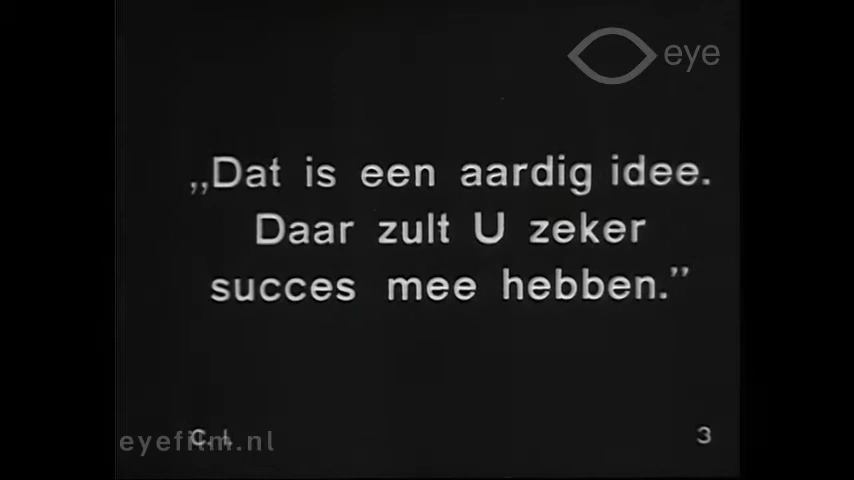 eye
„Dat is een aardig idee.
Daar zult U zeker
succes mee hebben.”
eyefilm.nl
3